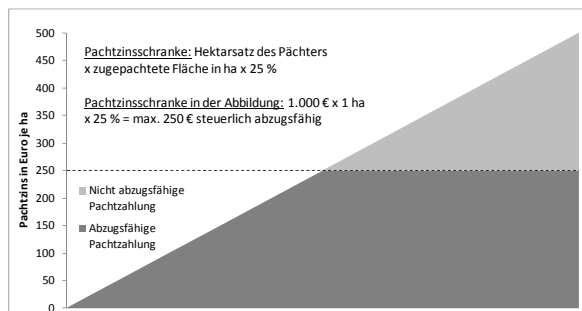 500
450
400
350
300
250
200
150
100
50
0
Pachtzins in Euro je ha
Pachtzinsschranke: Hektarsatz des Pächters
x zugepachtete Fläche in ha x 25 %
Pachtzinsschranke in der Abbildung: 1.000 € x 1 ha
x 25 % = max. 250 € steuerlich abzugsfähig
Nicht abzugsfähige
Pachtzahlung
Abzugsfähige
Pachtzahlung